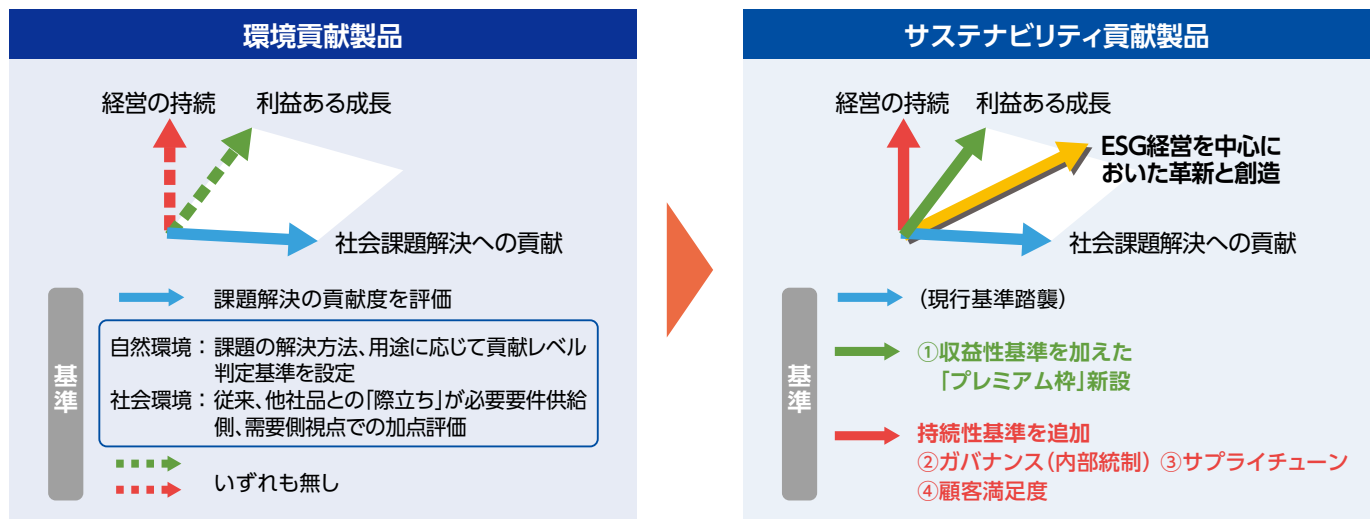 環境貢献製品
経営の持続
利益ある成長
社会課題解決への貢献
基準
課題解決の貢献度を評価
自然環境：課題の解決方法、用途に応じて貢献レベル
判定基準を設定
社会環境：従来、他社品との「際立ち」が必要要件供給
側、需要側視点での加点評価
いずれも無し
サステナビリティ貢献製品
経営の持続
利益ある成長
ESG経営を中心に
おいた革新と創造
社会課題解決への貢献
基準
（現行基準踏襲）
①収益性基準を加えた
「プレミアム枠」新設
持続性基準を追加
②ガバナンス（内部統制） ③サプライチューン
④顧客満足度